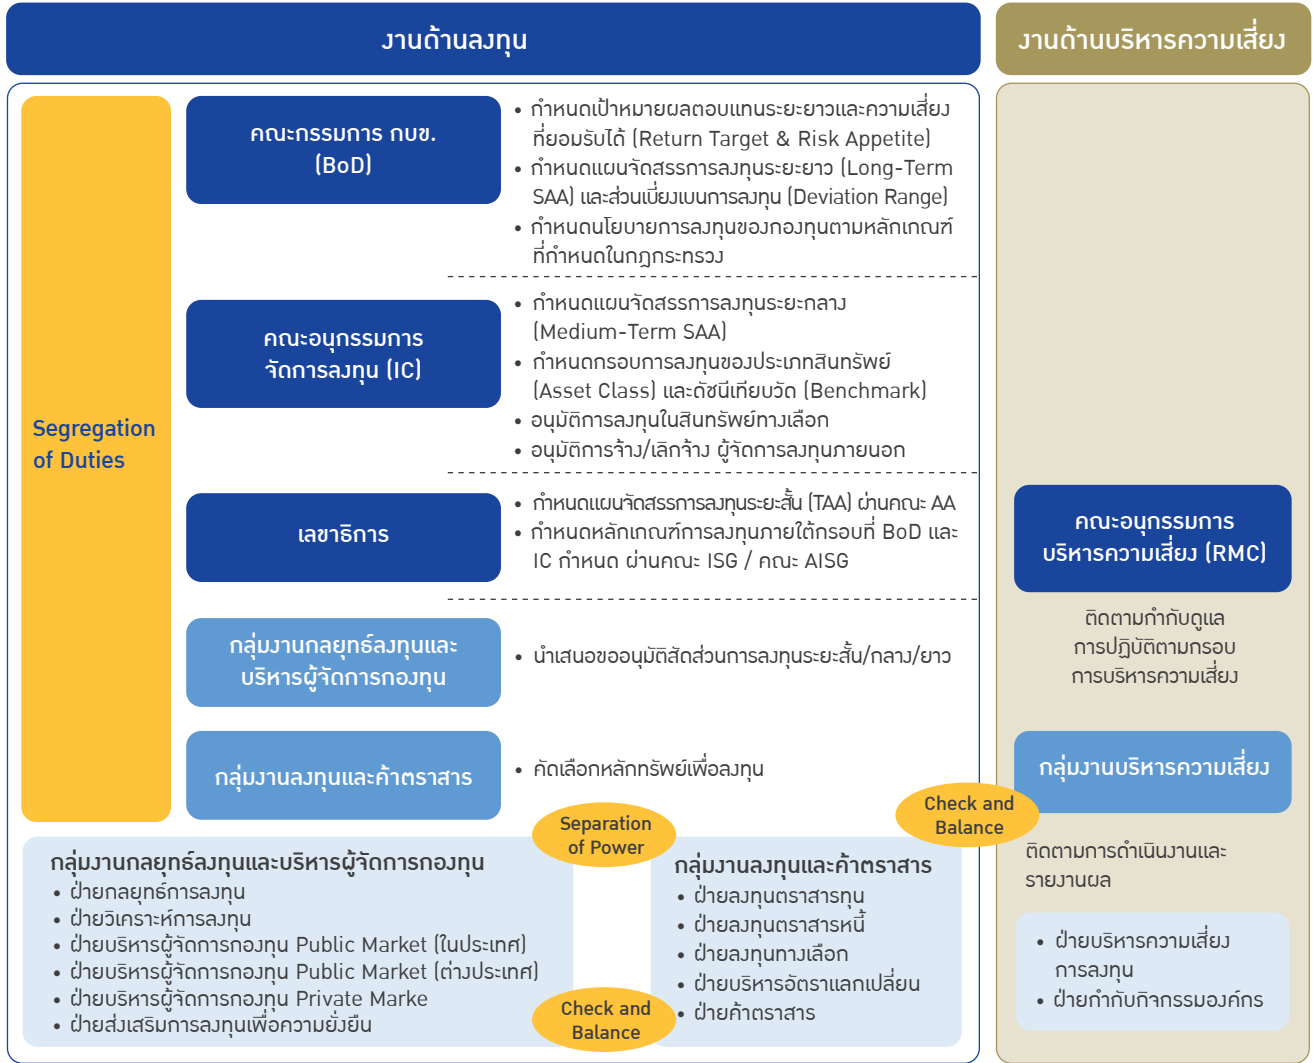 งานด้านลงทุน
งานด้านบริหารความเสี่ยง
Segregation
of Duties
คณะกรรมการ กบข.
(BoD)
• กำหนดเป้าหมายผลตอบแทนระยะยาวและความเสี่ยง
ที่ยอมรับได้ (Return Target & Risk Appetite)
• กำหนดแผนจัดสรรการลงทุนระยะยาว (Long-Term
SAA) และส่วนเบี่ยงเบนการลงทุน (Deviation Range)
• กำหนดนโยบายการลงทุนของกองทุนตามหลักเกณฑ์
ที่กำหนดในกฎกระทรวง
คณะอนุกรรมการ
จัดการลงทุน (IC)
• กำหนดแผนจัดสรรการลงทุนระยะกลาง
(Medium-Term SAA)
• กำหนดกรอบการลงทุนของประเภทสินทรัพย์
(Asset Class) และดัชนีเทียบวัด (Benchmark)
• อนุมัติการลงทุนในสินทรัพย์ทางเลือก
• อนุมัติการจ้าง/เลิกจ้าง ผู้จัดการลงทุนภายนอก
เลขาธิการ
• กำหนดแผนจัดสรรการลงทุนระยะสั้น (TAA) ผ่านคณะ AA
• กำหนดหลักเกณฑ์การลงทุนภายใต้กรอบที่ BoD และ
IC กำหนด ผ่านคณะ ISG / คณะ AISG
กลุ่มงานกลยุทธ์ลงทุนและ
บริหารผู้จัดการกองทุน
• นำเสนอขออนุมัติสัดส่วนการลงทุนระยะสั้น/กลาง/ยาว
กลุ่มงานลงทุนและค้าตราสาร
• คัดเลือกหลักทรัพย์เพื่อลงทุน
คณะอนุกรรมการ
บริหารความเสี่ยง (RMC)
ติดตามกำกับดูแล
การปฏิบัติตามกรอบ
การบริหารความเสี่ยง
กลุ่มงานบริหารความเสี่ยง
Check and
Balance
Separation
of Power
กลุ่มงานกลยุทธ์ลงทุนและบริหารผู้จัดการกองทุน
• ฝ่ายกลยุทธ์การลงทุน
• ฝ่ายวิเคราะห์การลงทุน
• ฝ่ายบริหารผู้จัดการกองทุน Public Market (ในประเทศ)
• ฝ่ายบริหารผู้จัดการกองทุน Public Market (ต่างประเทศ)
• ฝ่ายบริหารผู้จัดการกองทุน Private Marke
• ฝ่ายส่งเสริมการลงทุนเพื่อความยั่งยืน
Check and
Balance
กลุ่มงานลงทุนและค้าตราสาร
• ฝ่ายลงทุนตราสารทุน
• ฝ่ายลงทุนตราสารหนี้
• ฝ่ายลงทุนทางเลือก
• ฝ่ายบริหารอัตราแลกเปลี่ยน
• ฝ่ายค้าตราสาร
ติดตามการดำเนินงานและ
รายงานผล
• ฝ่ายบริหารความเสี่ยง
การลงทุน
• ฝ่ายกำกับกิจกรรมองค์กร